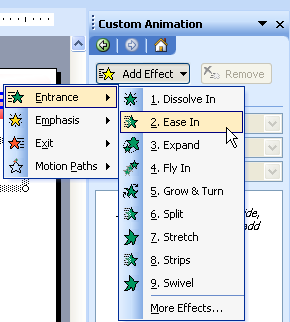 Custom Animation
Add Effect
Remove
Entrance
Emphasis
Exit
Motion Paths
1. Dissolve In
2. Ease In
3. Expand
4. Fly In
5. Grow & Turn
6. Split
7. Stretch
8. Strips
9. Swivel
More Effects...
add